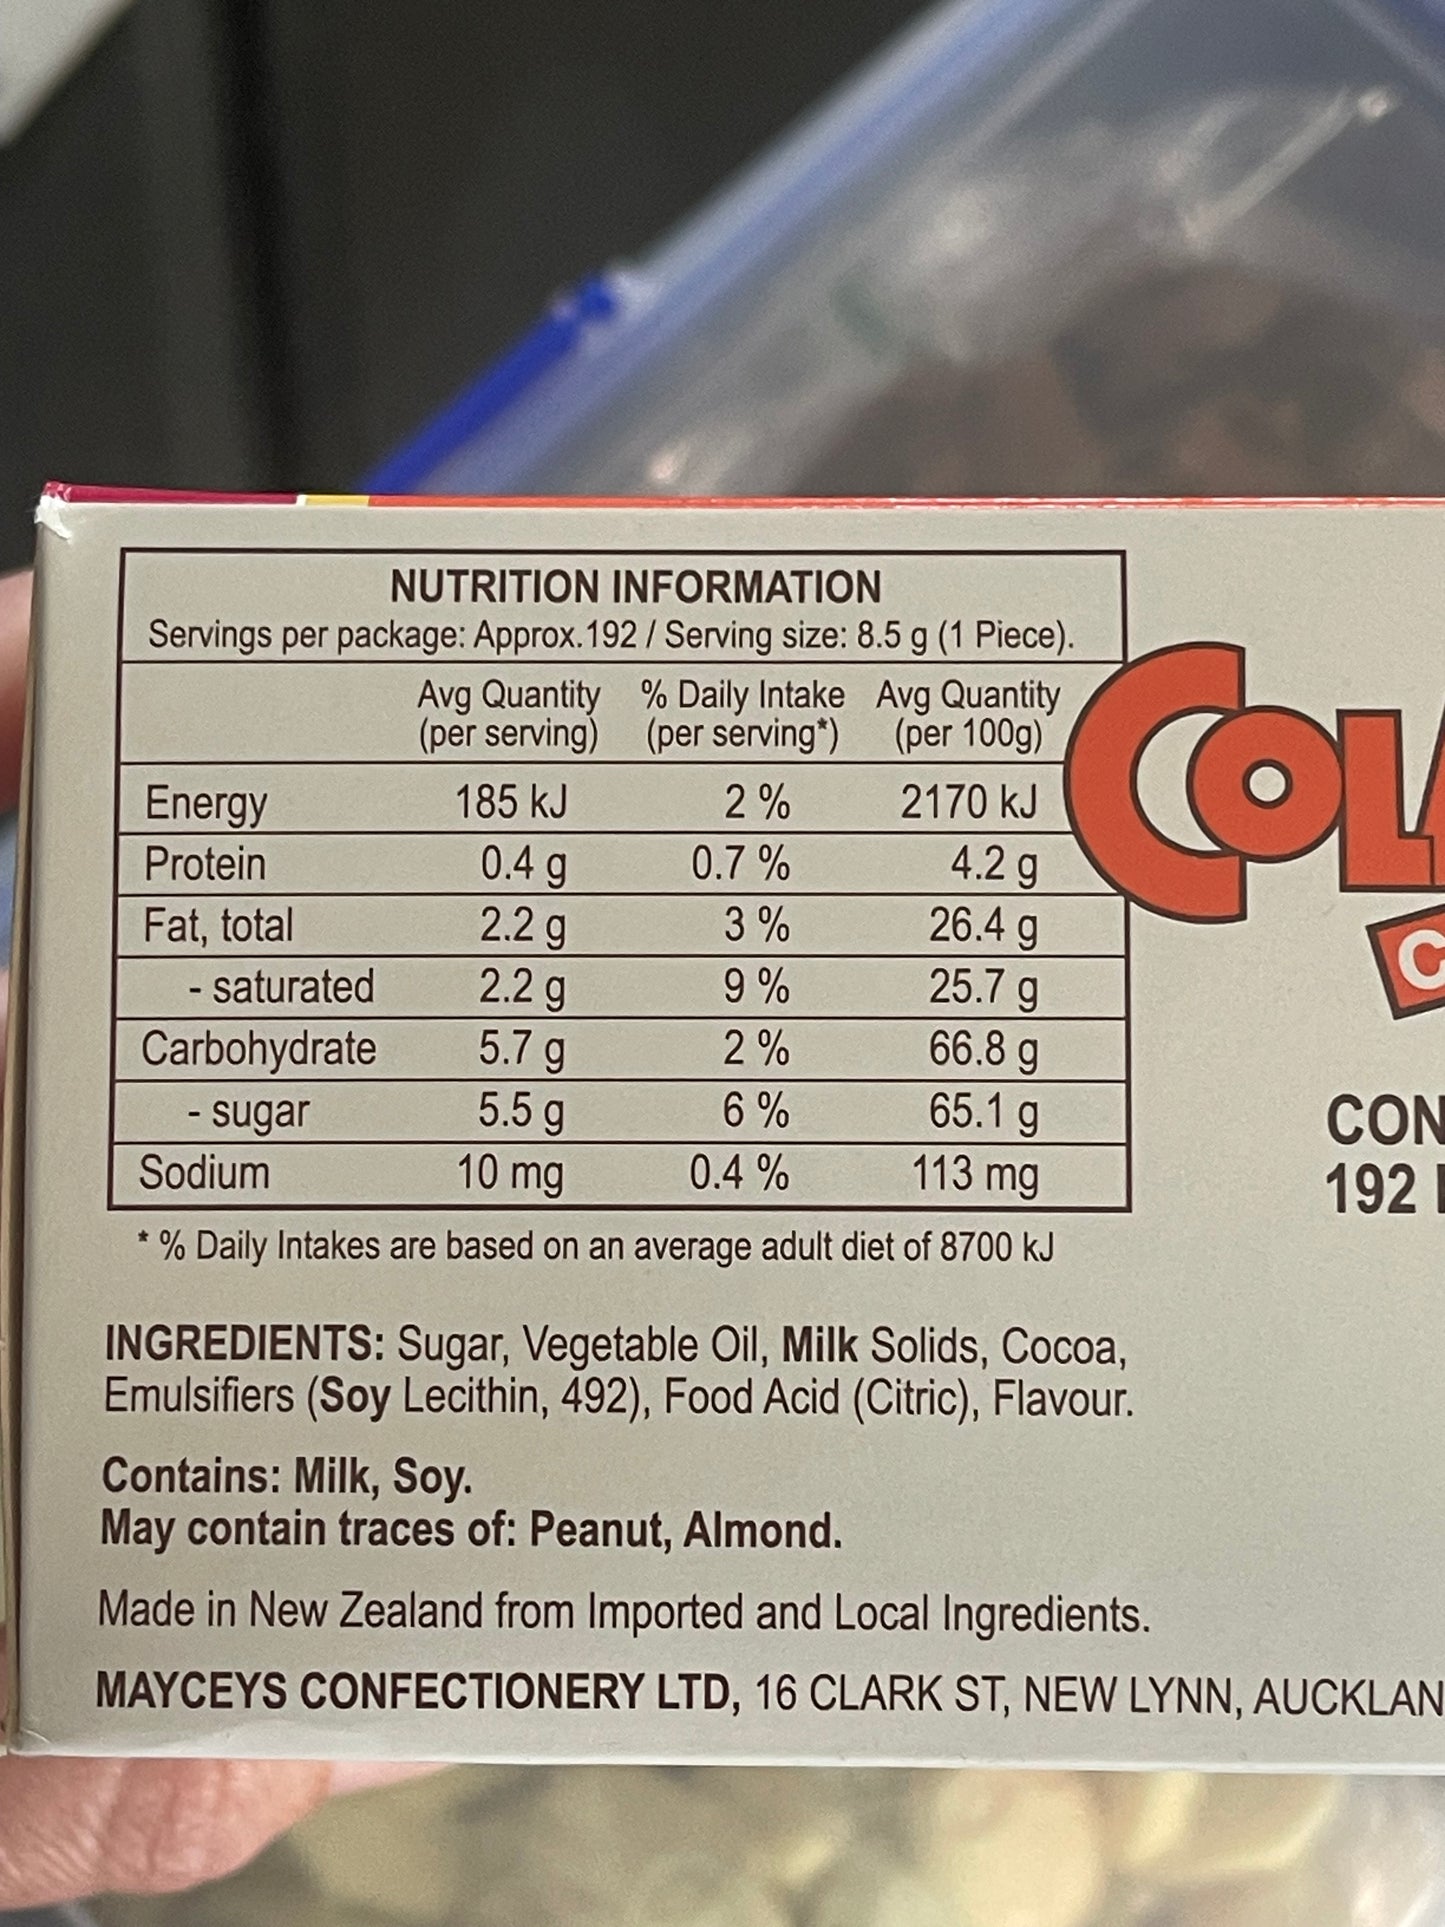 NUTRITION INFORMATION
Servings per package: Approx.192 / Serving size: 8.5 g (1 Piece).
Avg Quantity % Daily Intake Avg Quantity
(per serving) (per serving*) (per 100g)
Energy 185 kJ 2 % 2170 kJ
Protein 0.4 g 0.7 % 4.2 g
Fat, total 2.2 g 3 % 26.4 g
- saturated 2.2 g 9 % 25.7 g
Carbohydrate 5.7 g 2 % 66.8 g
- sugar 5.5 g 6 % 65.1 g
Sodium 10 mg 0.4 % 113 mg
* % Daily Intakes are based on an average adult diet of 8700 kJ
INGREDIENTS: Sugar, Vegetable Oil, Milk Solids, Cocoa,
Emulsifiers (Soy Lecithin, 492), Food Acid (Citric), Flavour.
Contains: Milk, Soy.
May contain traces of: Peanut, Almond.
Made in New Zealand from Imported and Local Ingredients.
MAYCEYS CONFECTIONERY LTD, 16 CLARK ST, NEW LYNN, AUCKLAN
COL
CON
192